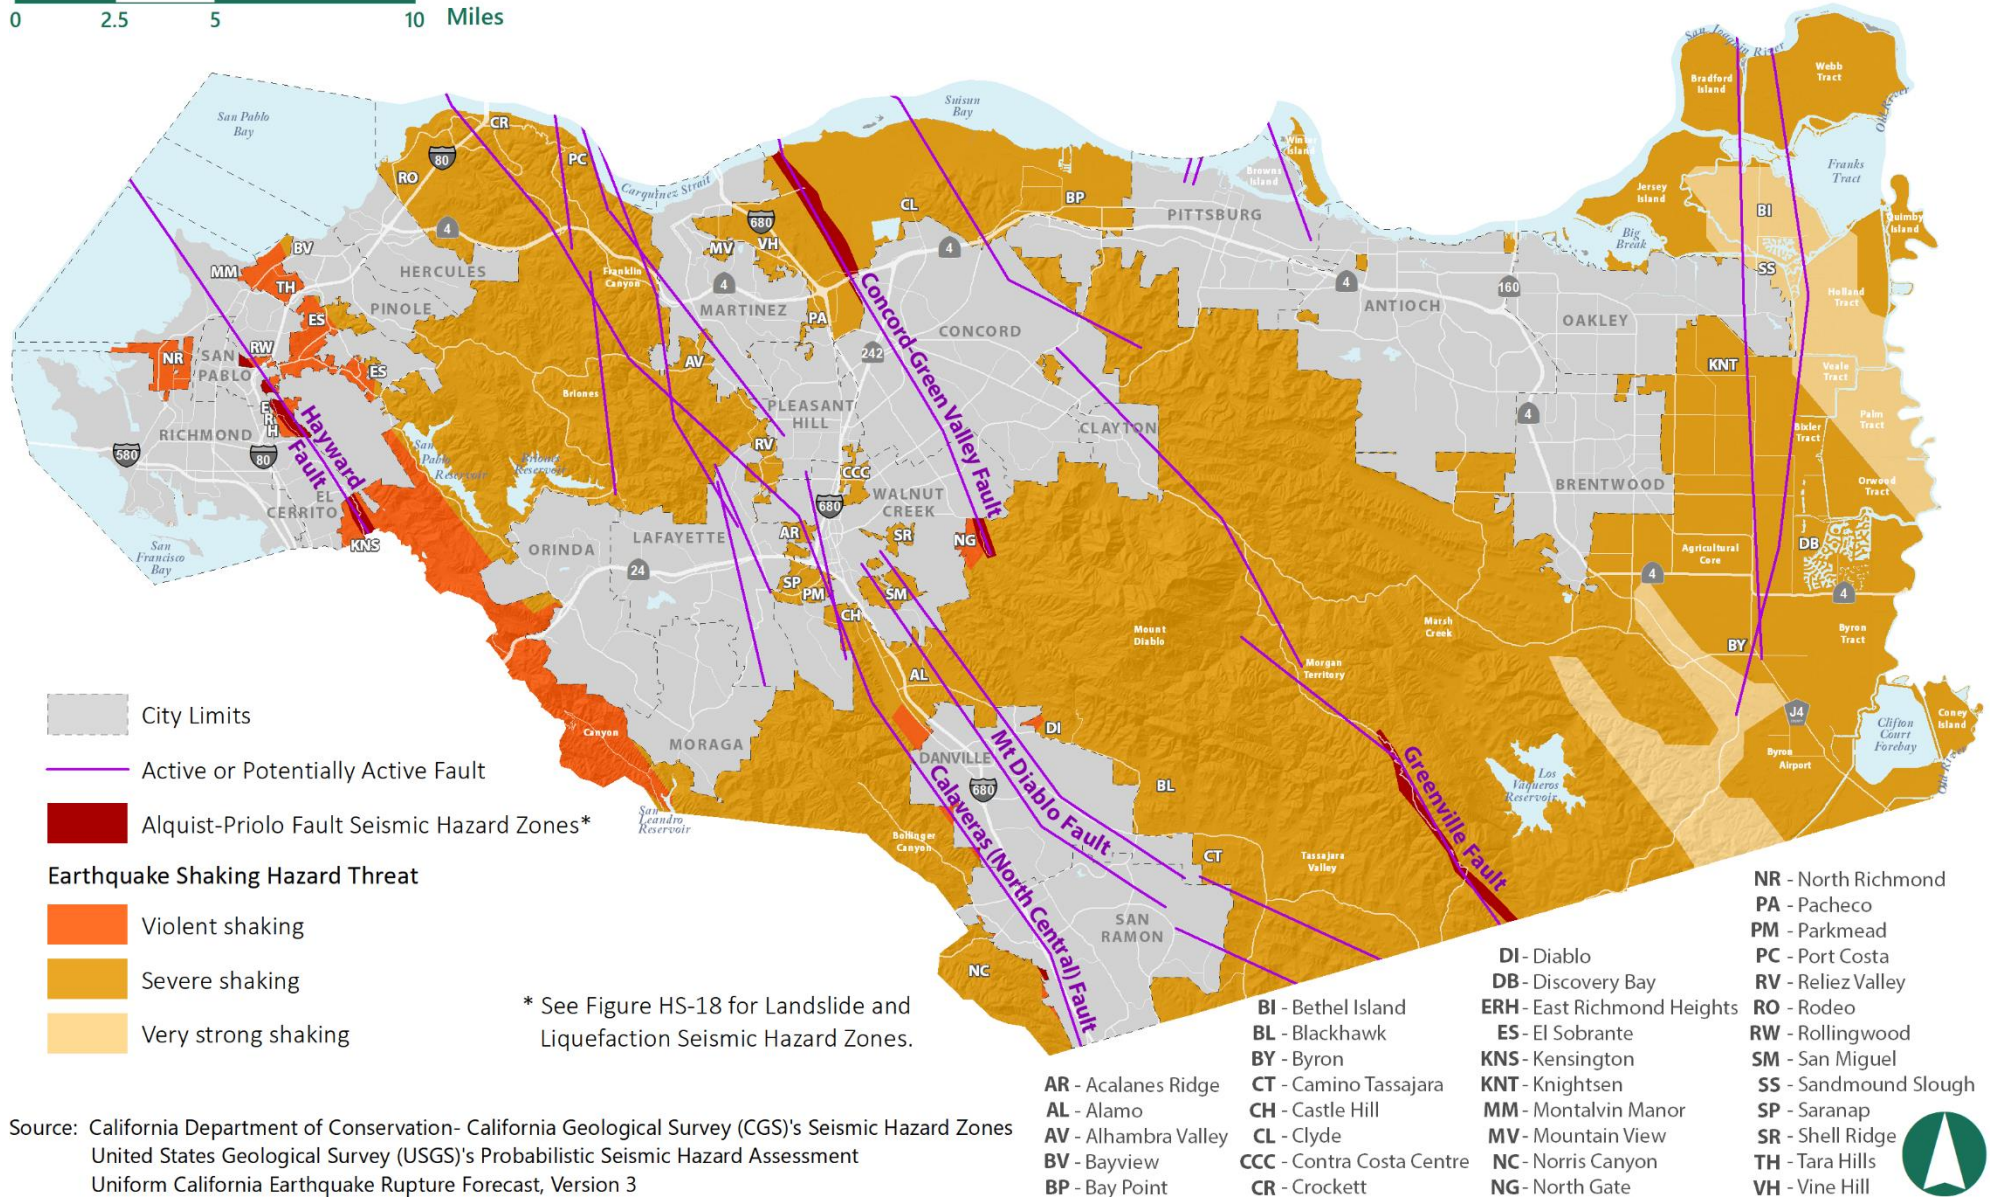 0 2.5 5 10 Miles
San Pablo
Bay
Suisun
Bay
San Joaquin River
Bradford
Island
Webb
Tract
Old River
Franks
Tract
Winter
Island
Browns
Island
Jersey
Island
Quimby
Island
Big
Break
Holland
Tract
Veale
Tract
Palm
Tract
Bixler
Tract
Orwood
Tract
Agricultural
Core
Byron
Tract
Byron
Airport
Clifton
Court
Forebay
Coney
Island
Old River
Carquinez Strait
CR
80
RO
PC
4
BV
MM
TH
HERCULES
PINOLE
ES
Franklin
Canyon
MV
VH
680
4
MARTINEZ
PA
CL
4
BP
PITTSBURG
4
ANTIOCH
160
OAKLEY
BI
SS
KNT
NR
SAN
PABLO
RW
ES
AV
Briones
242
CONCORD
Concord-Green Valley Fault
PLEASANT
HILL
CLAYTON
4
BRENTWOOD
RICHMOND
580
80
E
R
H
Hayward
Fault
EL
CERRITO
KNS
San
Francisco
Bay
San
Pablo
Reservoir
Briones
Reservoir
RV
CCC
680
WALNUT
CREEK
ORINDA
LAFAYETTE
24
AR
SR
NG
SP
PM
SM
CH
DB
4
4
BY
J4
Mount
Diablo
Marsh
Creek
Morgan
Territory
AL
DI
MORAGA
Canyon
San
Leandro
Reservoir
DANVILLE
680
Mt Diablo Fault
Calaveras (North Central) Fault
BL
Greenville Fault
Los
Vaqueros
Reservoir
Bollinger
Canyon
CT
Tassajara
Valley
SAN
RAMON
NC
City Limits
Active or Potentially Active Fault
Alquist-Priolo Fault Seismic Hazard Zones*
Earthquake Shaking Hazard Threat
Violent shaking
Severe shaking
Very strong shaking
* See Figure HS-18 for Landslide and
Liquefaction Seismic Hazard Zones.
AR - Acalanes Ridge
AL - Alamo
AV - Alhambra Valley
BV - Bayview
BP - Bay Point
BI - Bethel Island
BL - Blackhawk
BY - Byron
CT - Camino Tassajara
CH - Castle Hill
CL - Clyde
CCC - Contra Costa Centre
CR - Crockett
DI - Diablo
DB - Discovery Bay
ERH - East Richmond Heights
ES - El Sobrante
KNS - Kensington
KNT - Knightsen
MM - Montalvin Manor
MV - Mountain View
NC - Norris Canyon
NG - North Gate
NR - North Richmond
PA - Pacheco
PM - Parkmead
PC - Port Costa
RV - Reliez Valley
RO - Rodeo
RW - Rollingwood
SM - San Miguel
SS - Sandmound Slough
SP - Saranap
SR - Shell Ridge
TH - Tara Hills
VH - Vine Hill
Source: California Department of Conservation- California Geological Survey (CGS)'s Seismic Hazard Zones
United States Geological Survey (USGS)'s Probabilistic Seismic Hazard Assessment
Uniform California Earthquake Rupture Forecast, Version 3